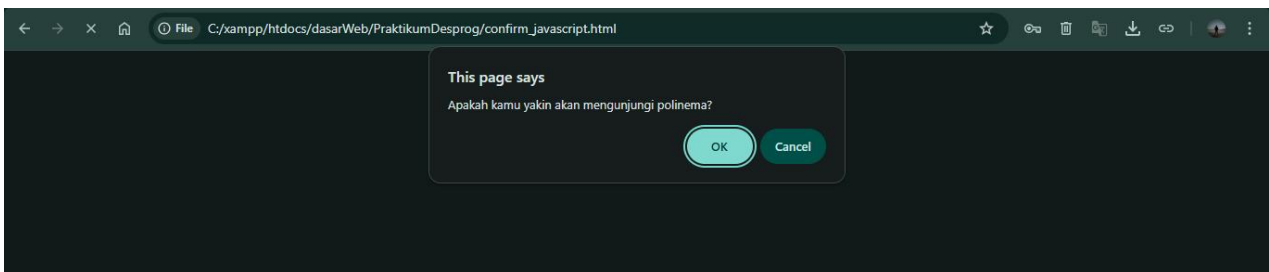 File C:/xampp/htdocs/dasarWeb/PraktikumDesprog/confirm_javascript.html
This page says
Apakah kamu yakin akan mengunjungi polinema?
OK Cancel